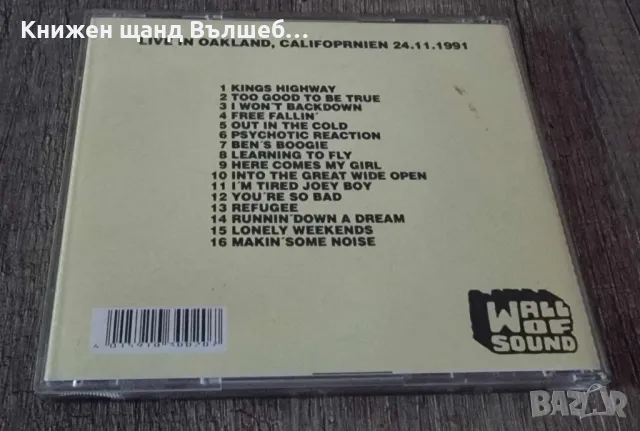 Книжен щанд Вълшеб...
LIVE IN OAKLAND, CALIFOPRNIEN 24.11.1991
1 KINGS HIGHWAY
2 TOO GOOD TO BE TRUE
3 I WON'T BACKDOWN
4 FREE FALLIN'
5 OUT IN THE COLD
6 PSYCHOTIC REACTION
7 BEN'S BOOGIE
8 LEARNING TO FLY
9 HERE COMES MY GIRL
10 INTO THE GREAT WIDE OPEN
11 I'M TIRED JOEY BOY
12 YOU'RE SO BAD
13 REFUGEE
14 RUNNIN'DOWN A DREAM
15 LONELY WEEKENDS
16 MAKIN'SOME NOISE
WALL
OF
SOUND
BAZAR